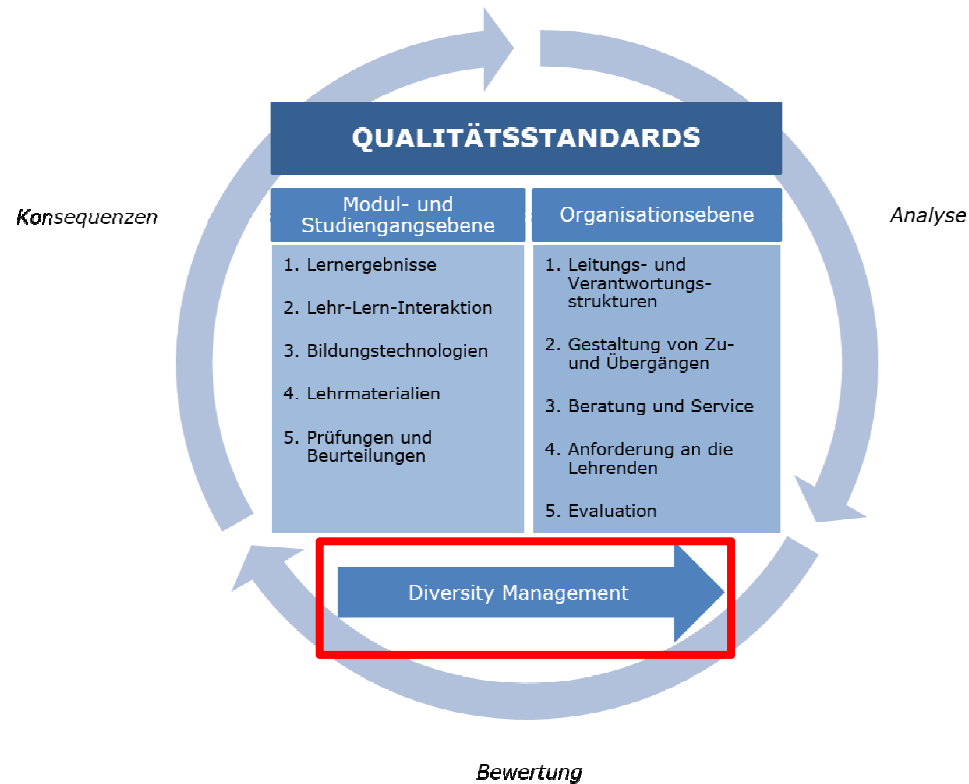 QUALITÄTSSTANDARDS
Konsequenzen
Analyse
Modul- und
Studiengangsebene
Organisationsebene
1. Lernergebnisse
2. Lehr-Lern-Interaktion
3. Bildungstechnologien
4. Lehrmaterialien
5. Prüfungen und
Beurteilungen
1. Leitungs- und
Verantwortungs-
strukturen
2. Gestaltung von Zu-
und Übergängen
3. Beratung und Service
4. Anforderung an die
Lehrenden
5. Evaluation
Diversity Management
Bewertung